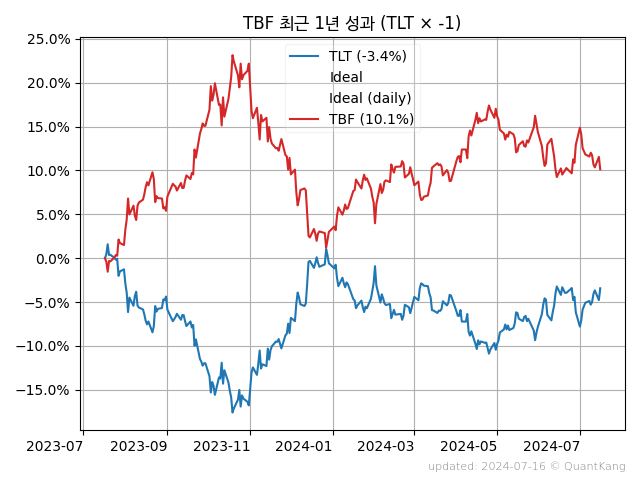 TBF 최근 1년 성과 (TLT × -1)
25.0%
20.0%
15.0%
10.0%
5.0%
0.0%
−5.0%
−10.0%
−15.0%
TLT (-3.4%)
Ideal
Ideal (daily)
TBF (10.1%)
2023-07 2023-09 2023-11 2024-01 2024-03 2024-05 2024-07
updated: 2024-07-16 © QuantKang